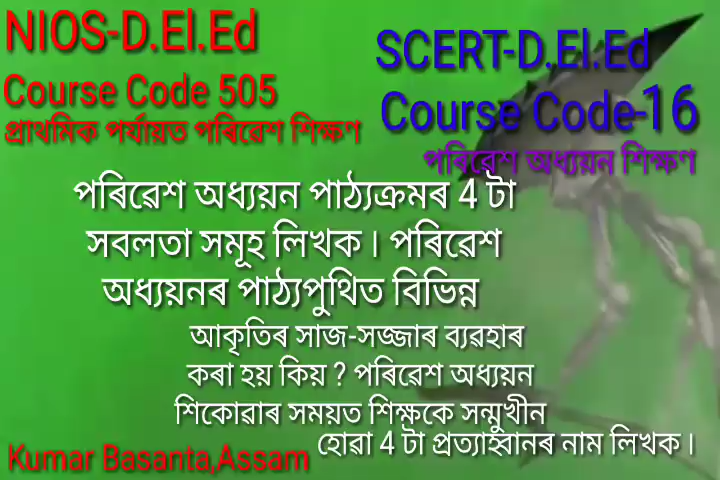 NIOS-D.El.Ed
Course Code 505
প্ৰাথমিক পৰ্যায়ত পৰিৱেশ শিক্ষণ
SCERT-D.El.Ed
Course Code-16
পৰিৱেশ অধ্যয়ন শিক্ষণ
পৰিৱেশ অধ্যয়ন পাঠ্যক্ৰমৰ 4 টা
সবলতা সমূহ লিখক। পৰিৱেশ
অধ্যয়নৰ পাঠ্যপুথিত বিভিন্ন
আকৃতিৰ সাজ-সজ্জাৰ ব্যৱহাৰ
কৰা হয় কিয় ? পৰিৱেশ অধ্যয়ন
শিকোৱাৰ সময়ত শিক্ষকে সন্মুখীন
হোৱা 4 টা প্ৰত্যাহ্বানৰ নাম লিখক।
Kumar Basanta,Assam